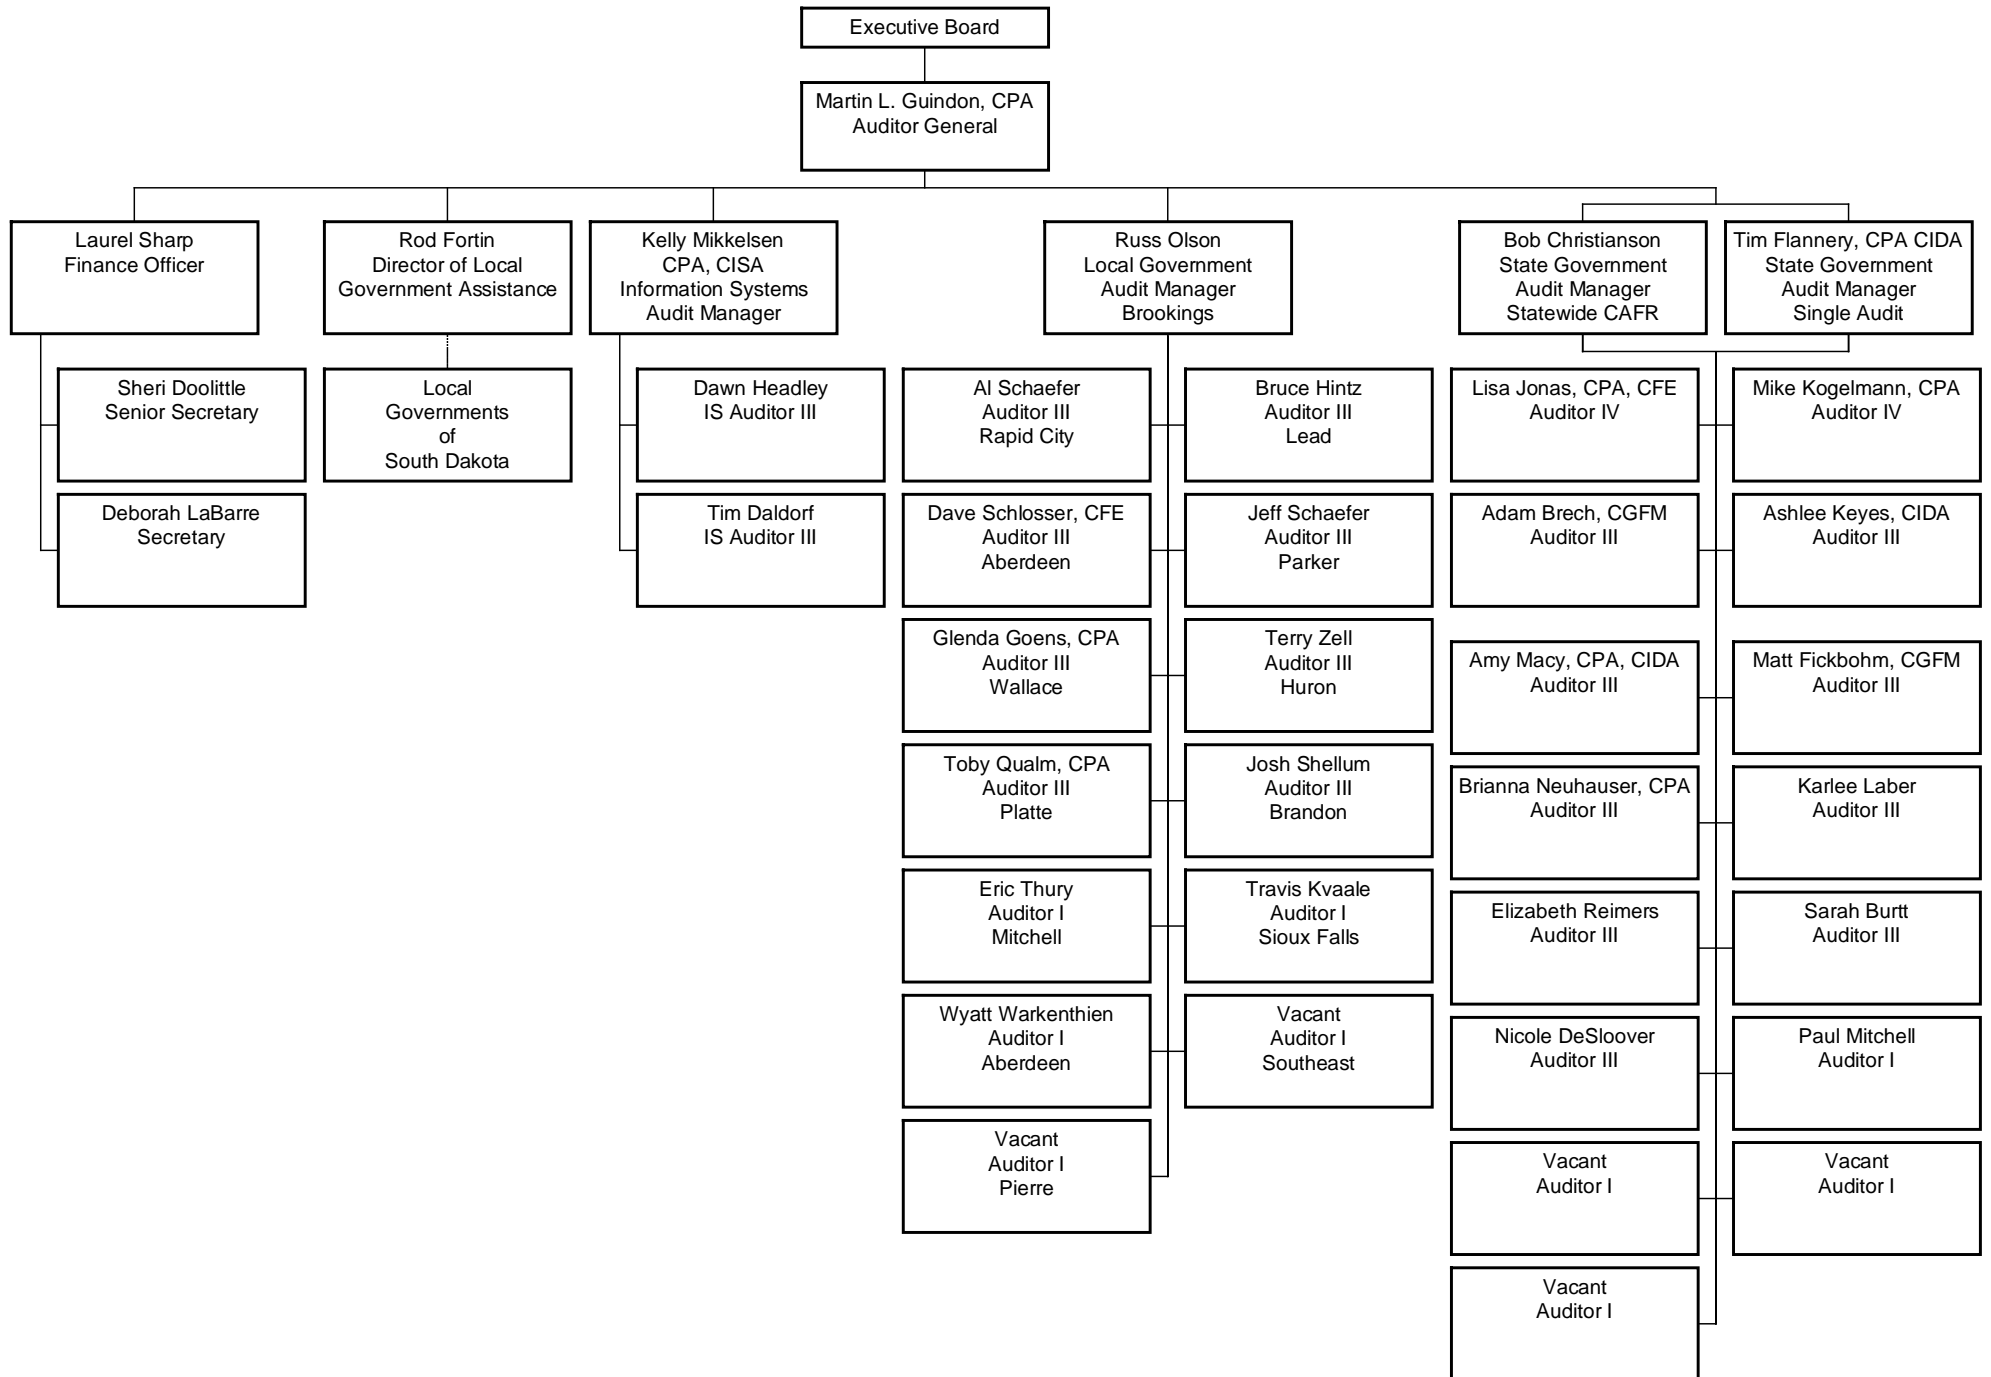 Executive Board
Martin L. Guindon, CPA
Auditor General
Laurel Sharp
Finance Officer
Rod Fortin
Director of Local
Government Assistance
Kelly Mikkelsen
CPA, CISA
Information Systems
Audit Manager
Russ Olson
Local Government
Audit Manager
Brookings
Bob Christianson
State Government
Audit Manager
Statewide CAFR
Tim Flannery, CPA CIDA
State Government
Audit Manager
Single Audit
Sheri Doolittle
Senior Secretary
Local
Governments
of
South Dakota
Dawn Headley
IS Auditor III
Al Schaefer
Auditor III
Rapid City
Bruce Hintz
Auditor III
Lead
Lisa Jonas, CPA, CFE
Auditor IV
Mike Kogelmann, CPA
Auditor IV
Deborah LaBarre
Secretary
Tim Daldorf
IS Auditor III
Dave Schlosser, CFE
Auditor III
Aberdeen
Jeff Schaefer
Auditor III
Parker
Adam Brech, CGFM
Auditor III
Ashlee Keyes, CIDA
Auditor III
Glenda Goens, CPA
Auditor III
Wallace
Terry Zell
Auditor III
Huron
Amy Macy, CPA, CIDA
Auditor III
Matt Fickbohm, CGFM
Auditor III
Toby Qualm, CPA
Auditor III
Platte
Josh Shellum
Auditor III
Brandon
Brianna Neuhauser, CPA
Auditor III
Karlee Laber
Auditor III
Eric Thury
Auditor I
Mitchell
Travis Kvaale
Auditor I
Sioux Falls
Elizabeth Reimers
Auditor III
Sarah Burtt
Auditor III
Wyatt Warkenthien
Auditor I
Aberdeen
Vacant
Auditor I
Southeast
Nicole DeSloover
Auditor III
Paul Mitchell
Auditor I
Vacant
Auditor I
Pierre
Vacant
Auditor I
Vacant
Auditor I
Vacant
Auditor I